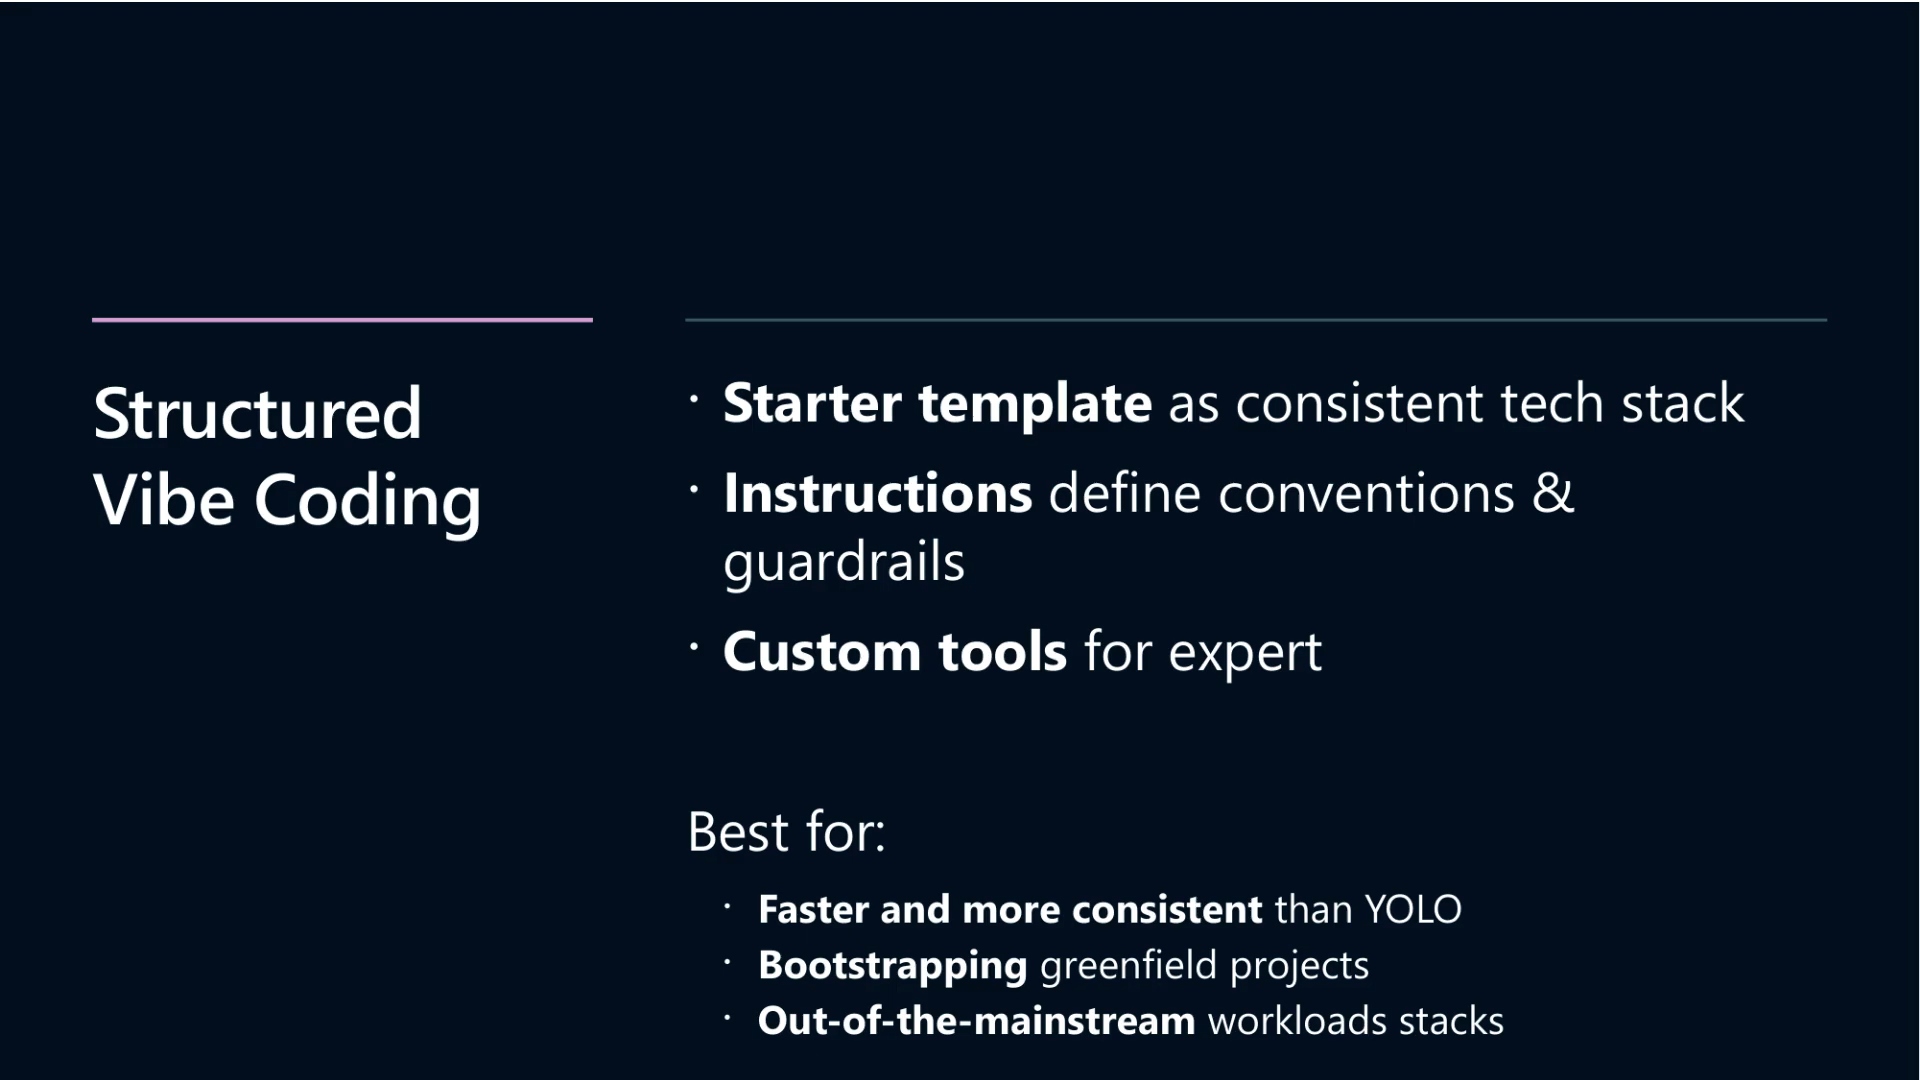 Structured
Vibe Coding
· Starter template as consistent tech stack
· Instructions define conventions &
guardrails
· Custom tools for expert
Best for:
· Faster and more consistent than YOLO
· Bootstrapping greenfield projects
· Out-of-the-mainstream workloads stacks